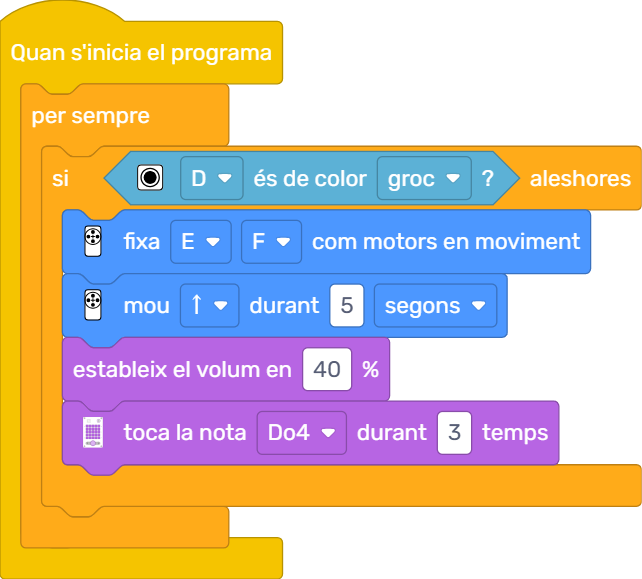 Quan s'inicia el programa
per sempre
si D és de color groc ? aleshores
fixa E F com motors en moviment
mou ↑ durant 5 segons
estableix el volum en 40 %
toca la nota Do4 durant 3 temps